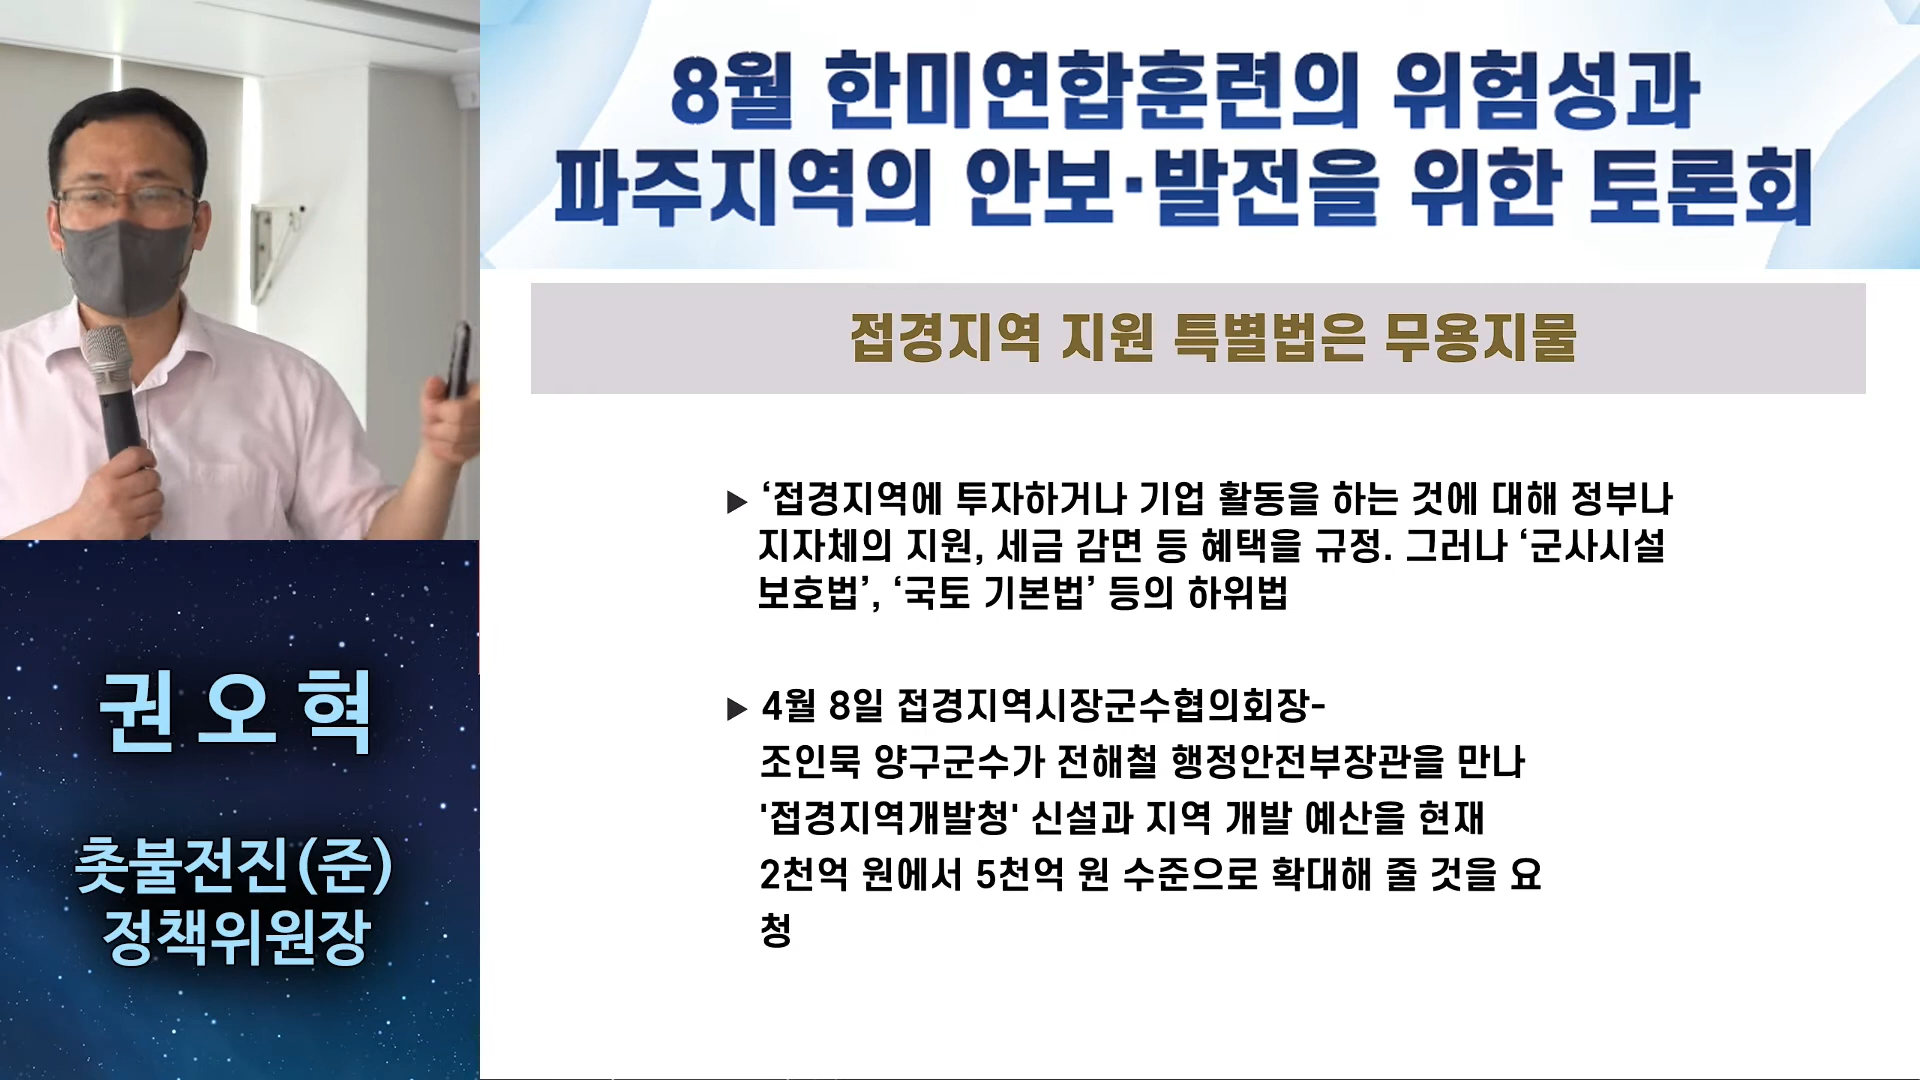 8월 한미연합훈련의 위험성과
파주지역의 안보·발전을 위한 토론회
접경지역 지원 특별법은 무용지물
▶ ‘접경지역에 투자하거나 기업 활동을 하는 것에 대해 정부나
지자체의 지원, 세금 감면 등 혜택을 규정. 그러나 ‘군사시설
보호법’, ‘국토 기본법’ 등의 하위법
▶ 4월 8일 접경지역시장군수협의회장-
조인묵 양구군수가 전해철 행정안전부장관을 만나
'접경지역개발청' 신설과 지역 개발 예산을 현재
2천억 원에서 5천억 원 수준으로 확대해 줄 것을 요
청
권오혁
촛불전진(준)
정책위원장